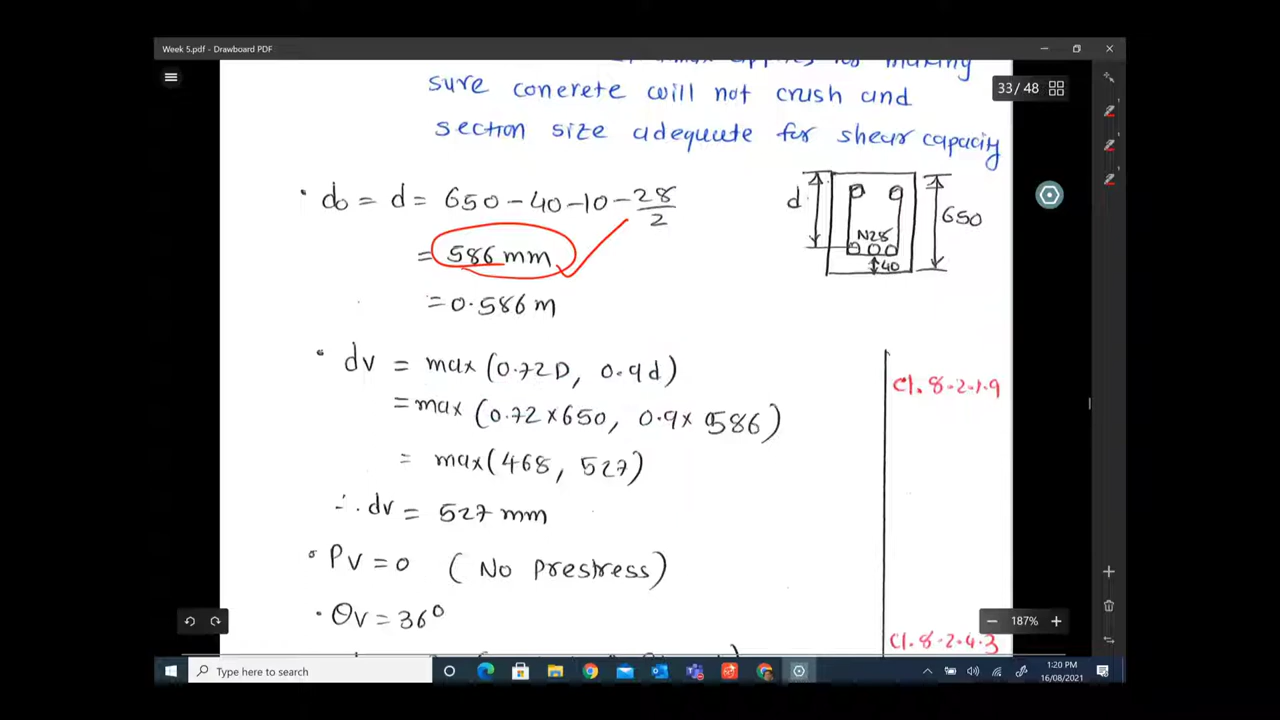 Week 5.pdf - Drawboard PDF
33 / 48
sure conerete will not crush and
section size adequate for shear capacity
• do = d = 650 - 40 - 10 - 28/2
= 586 mm
= 0.586 m
d
N28
40
650
• dv = max (0.72D, 0.9d)
= max (0.72×650, 0.9×586)
= max(468, 527)
∴ dv = 527 mm
• Pv = 0 ( No prestress)
• θv = 36°
Cl. 8.2.1.9
Cl. 8.2.4.3
187%
Type here to search
1:20 PM
16/08/2021